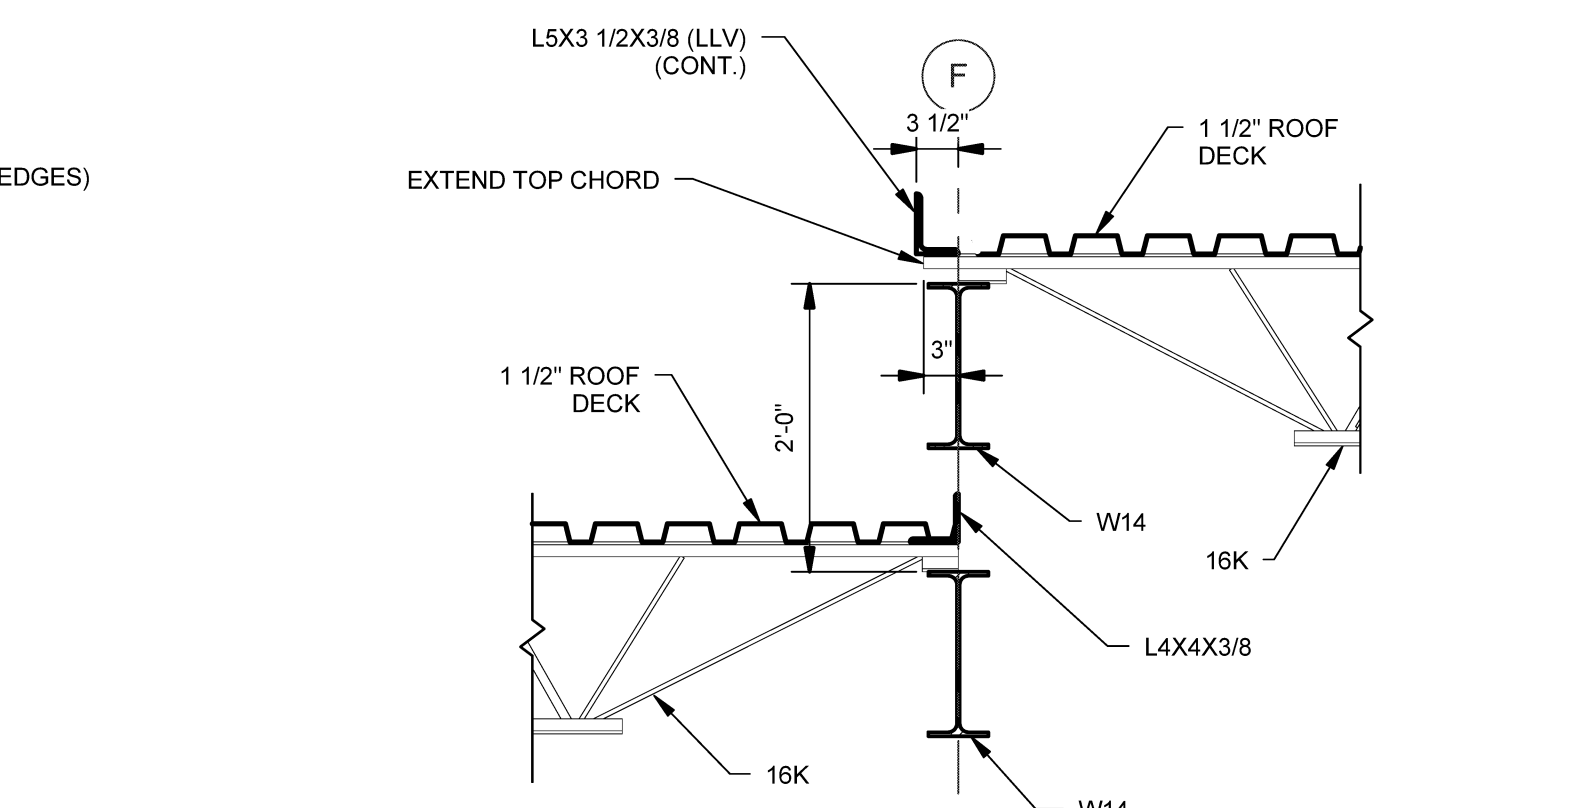 L5X3 1/2X3/8 (LLV)
(CONT.)
F
3 1/2"
1 1/2" ROOF
DECK
EDGES)
EXTEND TOP CHORD
3"
1 1/2" ROOF
DECK
2'-0"
W14
16K
L4X4X3/8
16K
W14